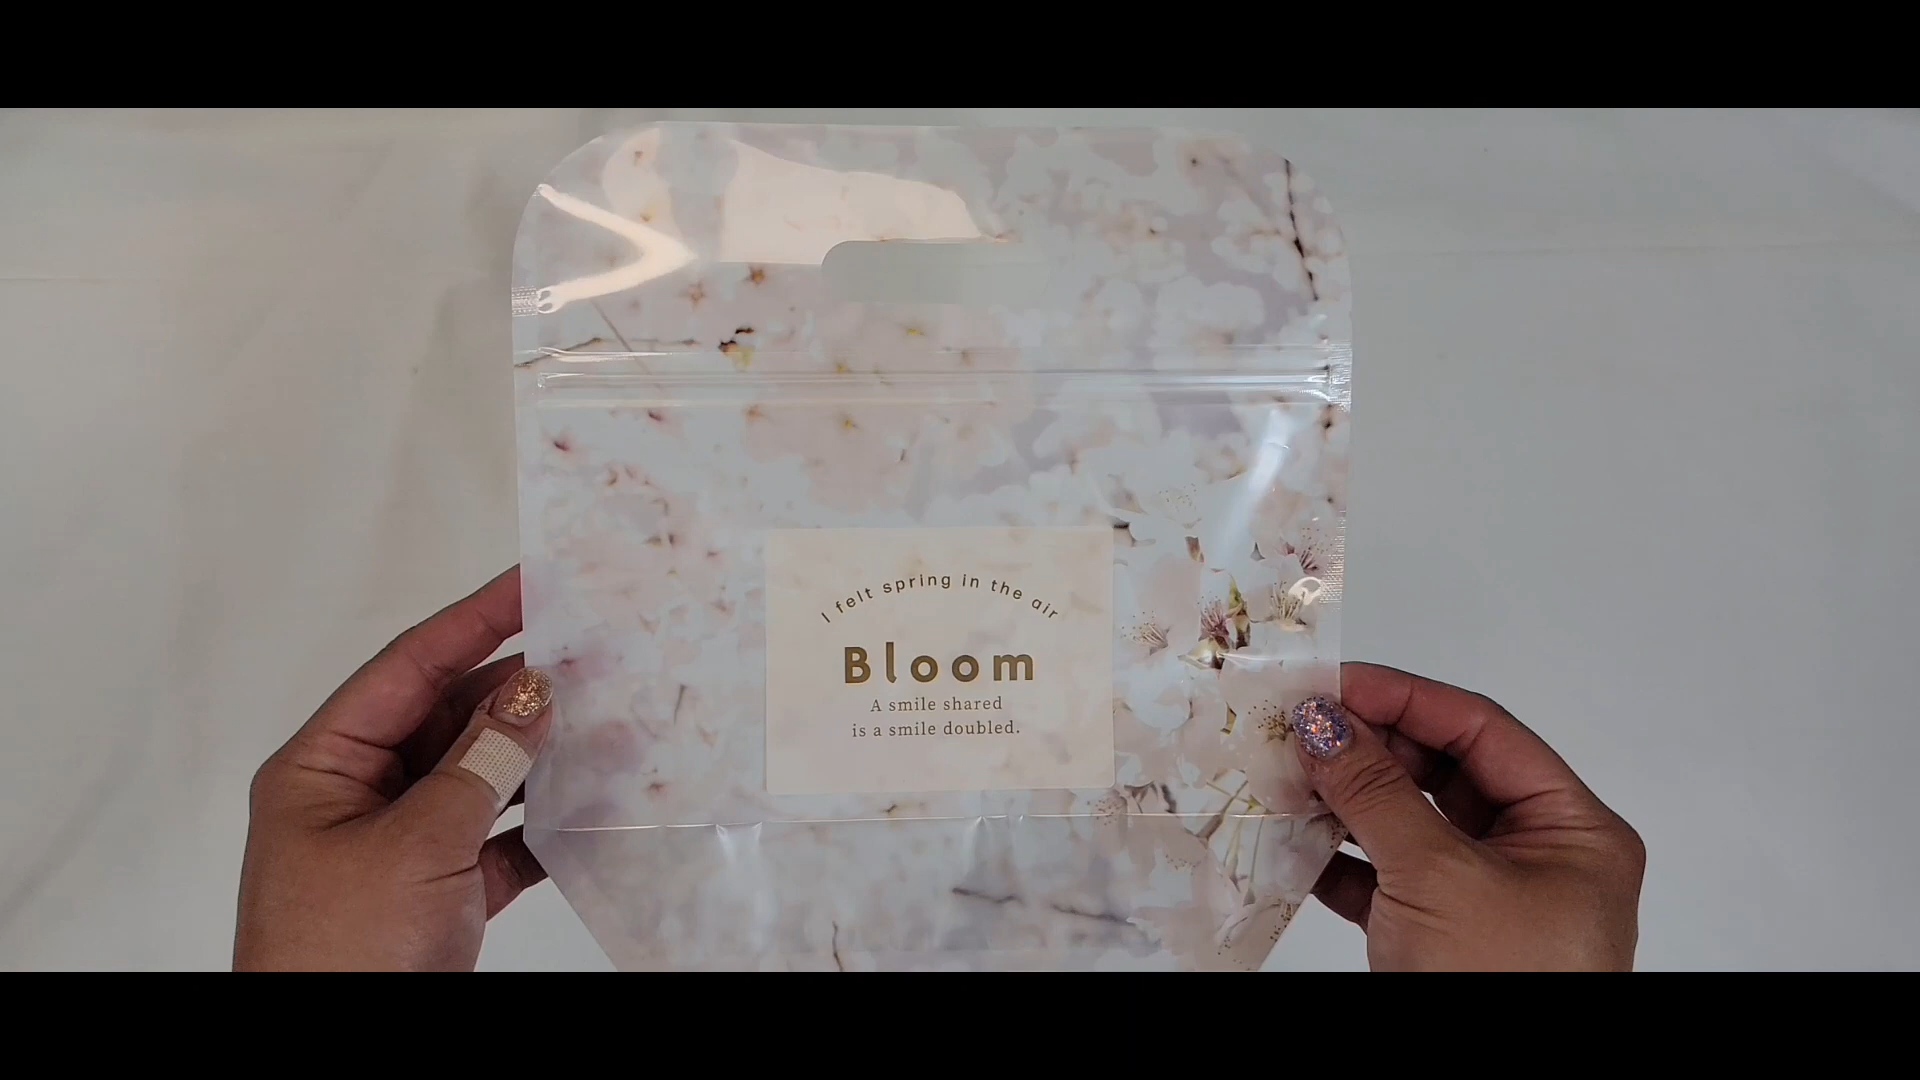 I felt spring in the air
Bloom
A smile shared
is a smile doubled.